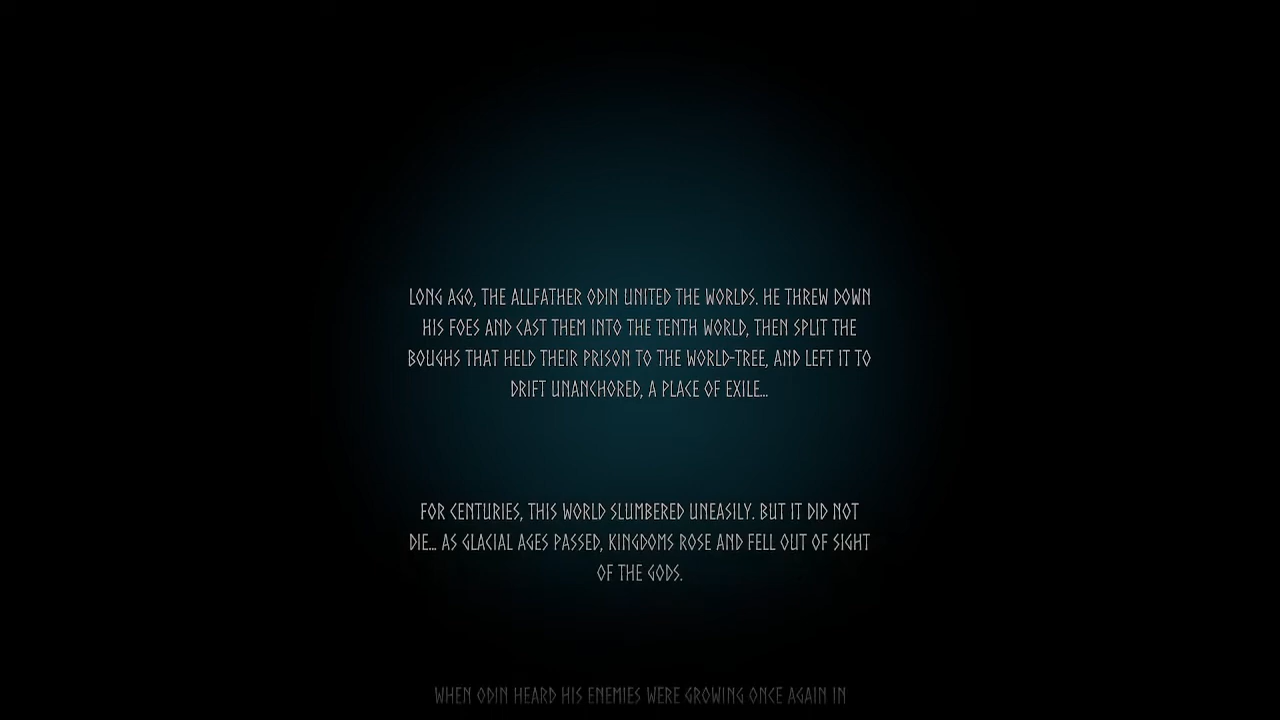 LONG AGO, THE ALLFATHER ODIN UNITED THE WORLDS. HE THREW DOWN
HIS FOES AND CAST THEM INTO THE TENTH WORLD, THEN SPLIT THE
BOUGHS THAT HELD THEIR PRISON TO THE WORLD-TREE, AND LEFT IT TO
DRIFT UNANCHORED, A PLACE OF EXILE...
FOR CENTURIES, THIS WORLD SLUMBERED UNEASILY. BUT IT DID NOT
DIE... AS GLACIAL AGES PASSED, KINGDOMS ROSE AND FELL OUT OF SIGHT
OF THE GODS.
WHEN ODIN HEARD HIS ENEMIES WERE GROWING ONCE AGAIN IN